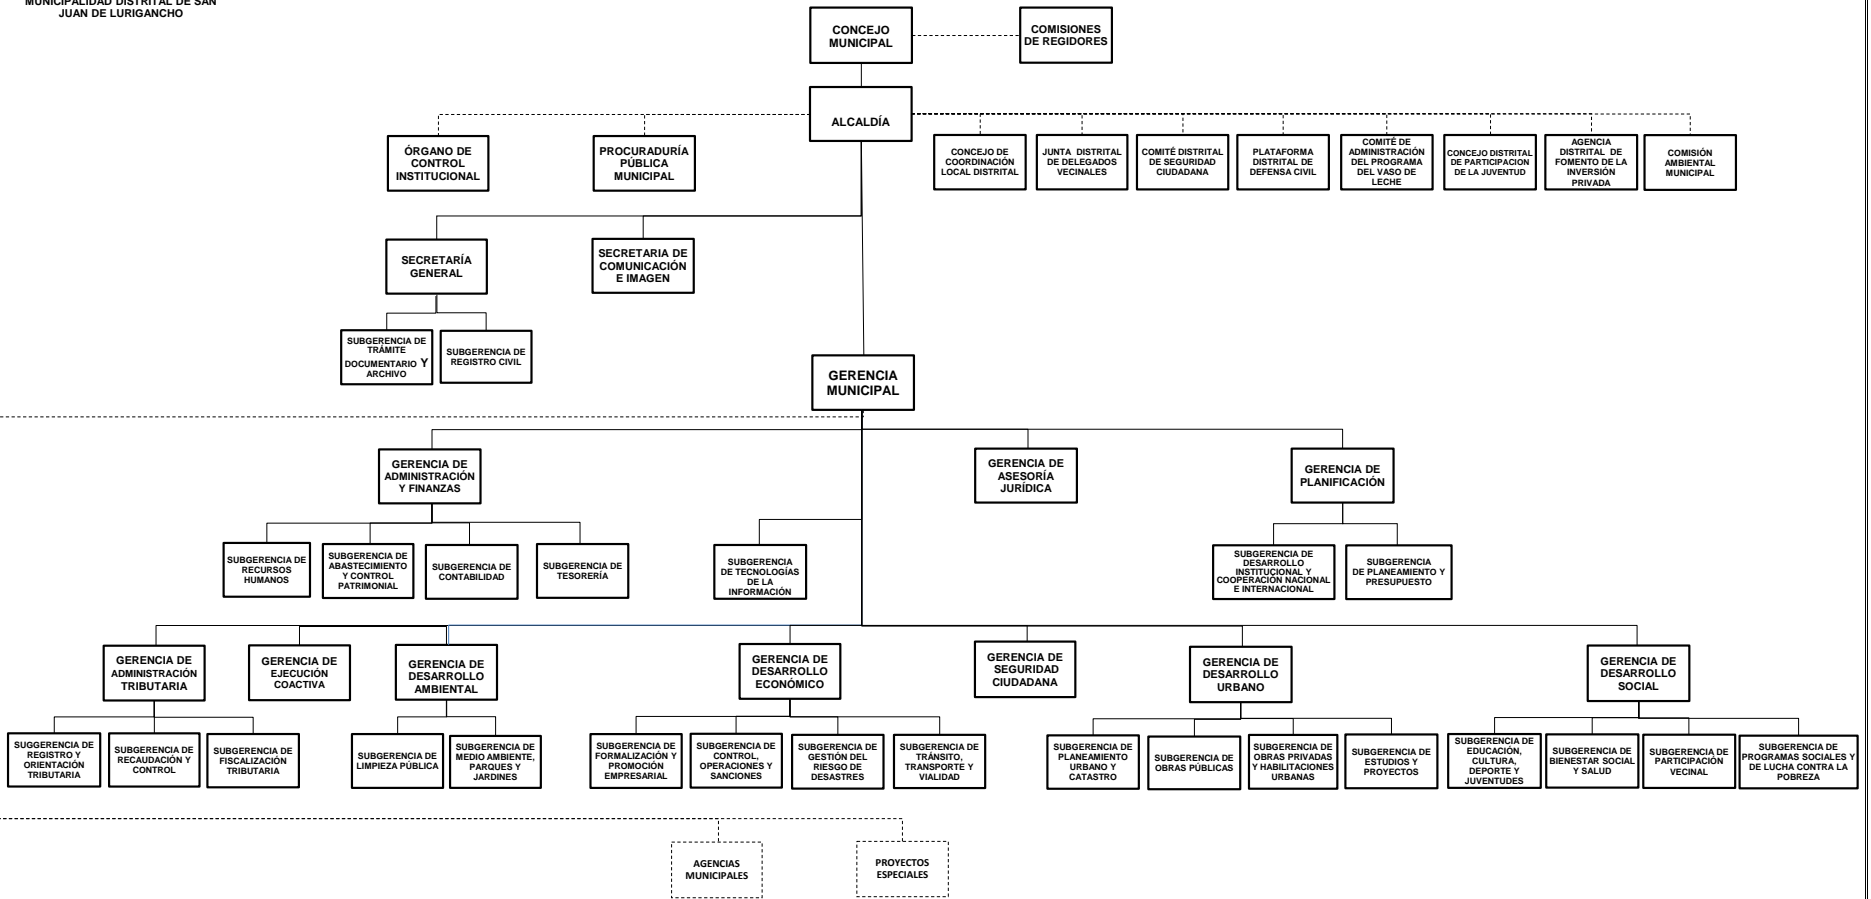 MUNICIPALIDAD DISTRITAL DE SAN
JUAN DE LURIGANCHO
CONCEJO
MUNICIPAL
COMISIONES
DE REGIDORES
ALCALDÍA
ÓRGANO DE
CONTROL
INSTITUCIONAL
PROCURADURÍA
PÚBLICA
MUNICIPAL
CONCEJO DE
COORDINACIÓN
LOCAL DISTRITAL
JUNTA DISTRITAL
DE DELEGADOS
VECINALES
COMITÉ DISTRITAL
DE SEGURIDAD
CIUDADANA
PLATAFORMA
DISTRITAL DE
DEFENSA CIVIL
COMITÉ DE
ADMINISTRACIÓN
DEL PROGRAMA
DEL VASO DE
LECHE
CONCEJO DISTRITAL
DE PARTICIPACION
DE LA JUVENTUD
AGENCIA
DISTRITAL DE
FOMENTO DE LA
INVERSIÓN
PRIVADA
COMISIÓN
AMBIENTAL
MUNICIPAL
SECRETARÍA
GENERAL
SECRETARIA DE
COMUNICACIÓN
E IMAGEN
SUBGERENCIA DE
TRÁMITE
DOCUMENTARIO Y
ARCHIVO
SUBGERENCIA DE
REGISTRO CIVIL
GERENCIA
MUNICIPAL
GERENCIA DE
ADMINISTRACIÓN
Y FINANZAS
GERENCIA DE
ASESORÍA
JURÍDICA
GERENCIA DE
PLANIFICACIÓN
SUBGERENCIA DE
RECURSOS
HUMANOS
SUBGERENCIA DE
ABASTECIMIENTO
Y CONTROL
PATRIMONIAL
SUBGERENCIA DE
CONTABILIDAD
SUBGERENCIA DE
TESORERÍA
SUBGERENCIA
DE TECNOLOGÍAS
DE LA
INFORMACIÓN
SUBGERENCIA DE
DESARROLLO
INSTITUCIONAL Y
COOPERACIÓN NACIONAL
E INTERNACIONAL
SUBGERENCIA
DE PLANEAMIENTO Y
PRESUPUESTO
GERENCIA DE
ADMINISTRACIÓN
TRIBUTARIA
GERENCIA DE
EJECUCIÓN
COACTIVA
GERENCIA DE
DESARROLLO
AMBIENTAL
GERENCIA DE
DESARROLLO
ECONÓMICO
GERENCIA DE
SEGURIDAD
CIUDADANA
GERENCIA DE
DESARROLLO
URBANO
GERENCIA DE
DESARROLLO
SOCIAL
SUGGERENCIA DE
REGISTRO Y
ORIENTACIÓN
TRIBUTARIA
SUBGERENCIA DE
RECAUDACIÓN Y
CONTROL
SUBGERENCIA DE
FISCALIZACIÓN
TRIBUTARIA
SUBGERENCIA DE
LIMPIEZA PÚBLICA
SUBGERENCIA DE
MEDIO AMBIENTE,
PARQUES Y
JARDINES
SUBGERENCIA DE
FORMALIZACIÓN Y
PROMOCIÓN
EMPRESARIAL
SUBGERENCIA DE
CONTROL,
OPERACIONES Y
SANCIONES
SUBGERENCIA DE
GESTIÓN DEL
RIESGO DE
DESASTRES
SUBGERENCIA DE
TRÁNSITO,
TRANSPORTE Y
VIALIDAD
SUBGERENCIA DE
PLANEAMIENTO
URBANO Y
CATASTRO
SUBGERENCIA DE
OBRAS PÚBLICAS
SUBGERENCIA DE
OBRAS PRIVADAS
Y HABILITACIONES
URBANAS
SUBGERENCIA DE
ESTUDIOS Y
PROYECTOS
SUBGERENCIA DE
EDUCACIÓN,
CULTURA,
DEPORTE Y
JUVENTUDES
SUBGERENCIA DE
BIENESTAR SOCIAL
Y SALUD
SUBGERENCIA DE
PARTICIPACIÓN
VECINAL
SUBGERENCIA DE
PROGRAMAS SOCIALES Y
DE LUCHA CONTRA LA
POBREZA
AGENCIAS
MUNICIPALES
PROYECTOS
ESPECIALES